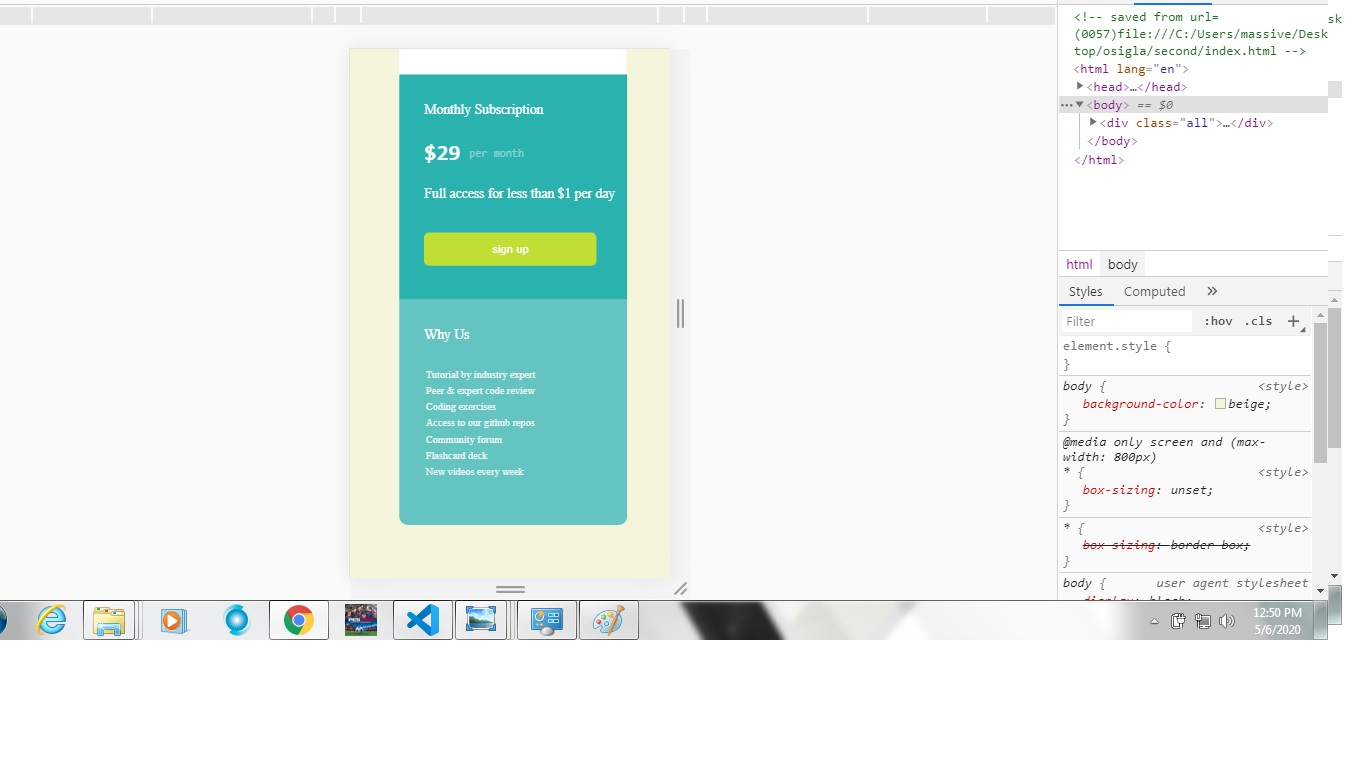 Monthly Subscription
$29 per month
Full access for less than $1 per day
sign up
Why Us
Tutorial by industry expert
Peer & expert code review
Coding exercises
Access to our github repos
Community forum
Flashcard deck
New videos every week
<!-- saved from url=
(0057)file:///C:/Users/massive/Desk
top/osigla/second/index.html -->
sk
<html lang="en">
<head>…</head>
<body> == $0
<div class="all">…</div>
</body>
</html>
html body
Styles Computed »
Filter :hov .cls +
element.style {
}
body { <style>
background-color: beige;
}
@media only screen and (max-
width: 800px)
* { <style>
box-sizing: unset;
}
* { <style>
box-sizing: border-box;
}
body { user agent stylesheet
display: block;
12:50 PM
5/6/2020